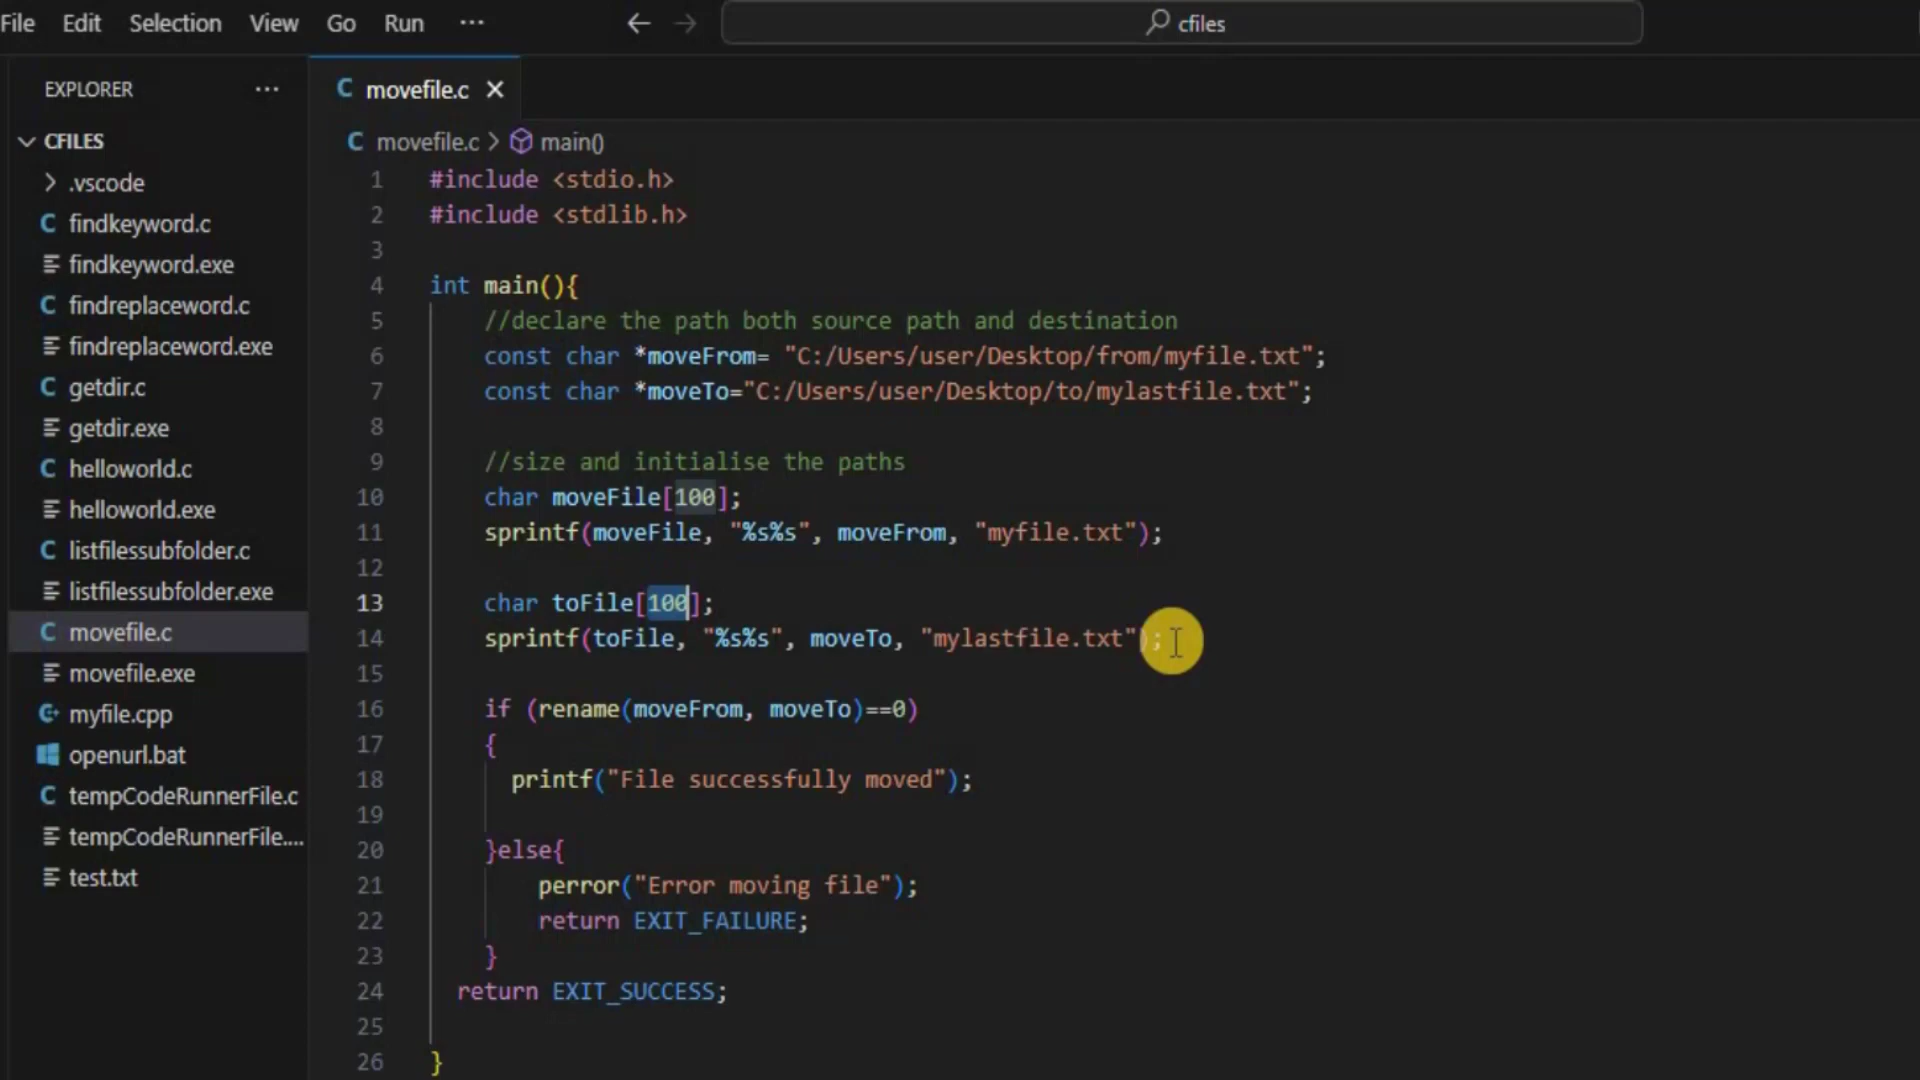 File Edit Selection View Go Run ··· ← → cfiles
EXPLORER ···
CFILES
.vscode
findkeyword.c
findkeyword.exe
findreplaceword.c
findreplaceword.exe
getdir.c
getdir.exe
helloworld.c
helloworld.exe
listfilessubfolder.c
listfilessubfolder.exe
movefile.c
movefile.exe
myfile.cpp
openurl.bat
tempCodeRunnerFile.c
tempCodeRunnerFile....
test.txt
C movefile.c ×
C movefile.c > main()
1 #include <stdio.h>
2 #include <stdlib.h>
3
4 int main(){
5 //declare the path both source path and destination
6 const char *moveFrom= "C:/Users/user/Desktop/from/myfile.txt";
7 const char *moveTo="C:/Users/user/Desktop/to/mylastfile.txt";
8
9 //size and initialise the paths
10 char moveFile[100];
11 sprintf(moveFile, "%s%s", moveFrom, "myfile.txt");
12
13 char toFile[100];
14 sprintf(toFile, "%s%s", moveTo, "mylastfile.txt");
15
16 if (rename(moveFrom, moveTo)==0)
17 {
18 printf("File successfully moved");
19
20 }else{
21 perror("Error moving file");
22 return EXIT_FAILURE;
23 }
24 return EXIT_SUCCESS;
25
26 }